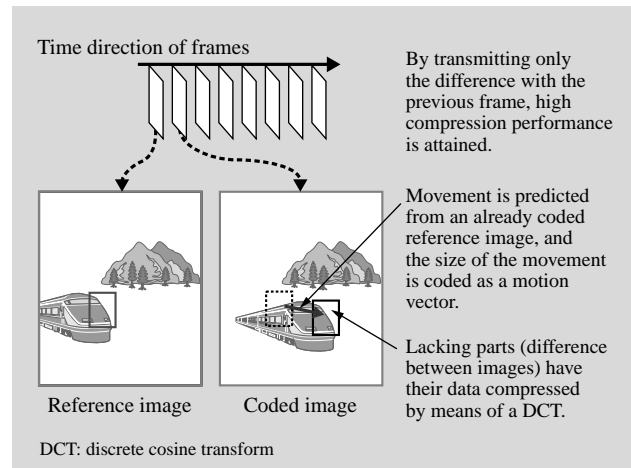 Time direction of frames
By transmitting only
the difference with the
previous frame, high
compression performance
is attained.
Movement is predicted
from an already coded
reference image, and
the size of the movement
is coded as a motion
vector.
Lacking parts (difference
between images) have
their data compressed
by means of a DCT.
Reference image
Coded image
DCT: discrete cosine transform